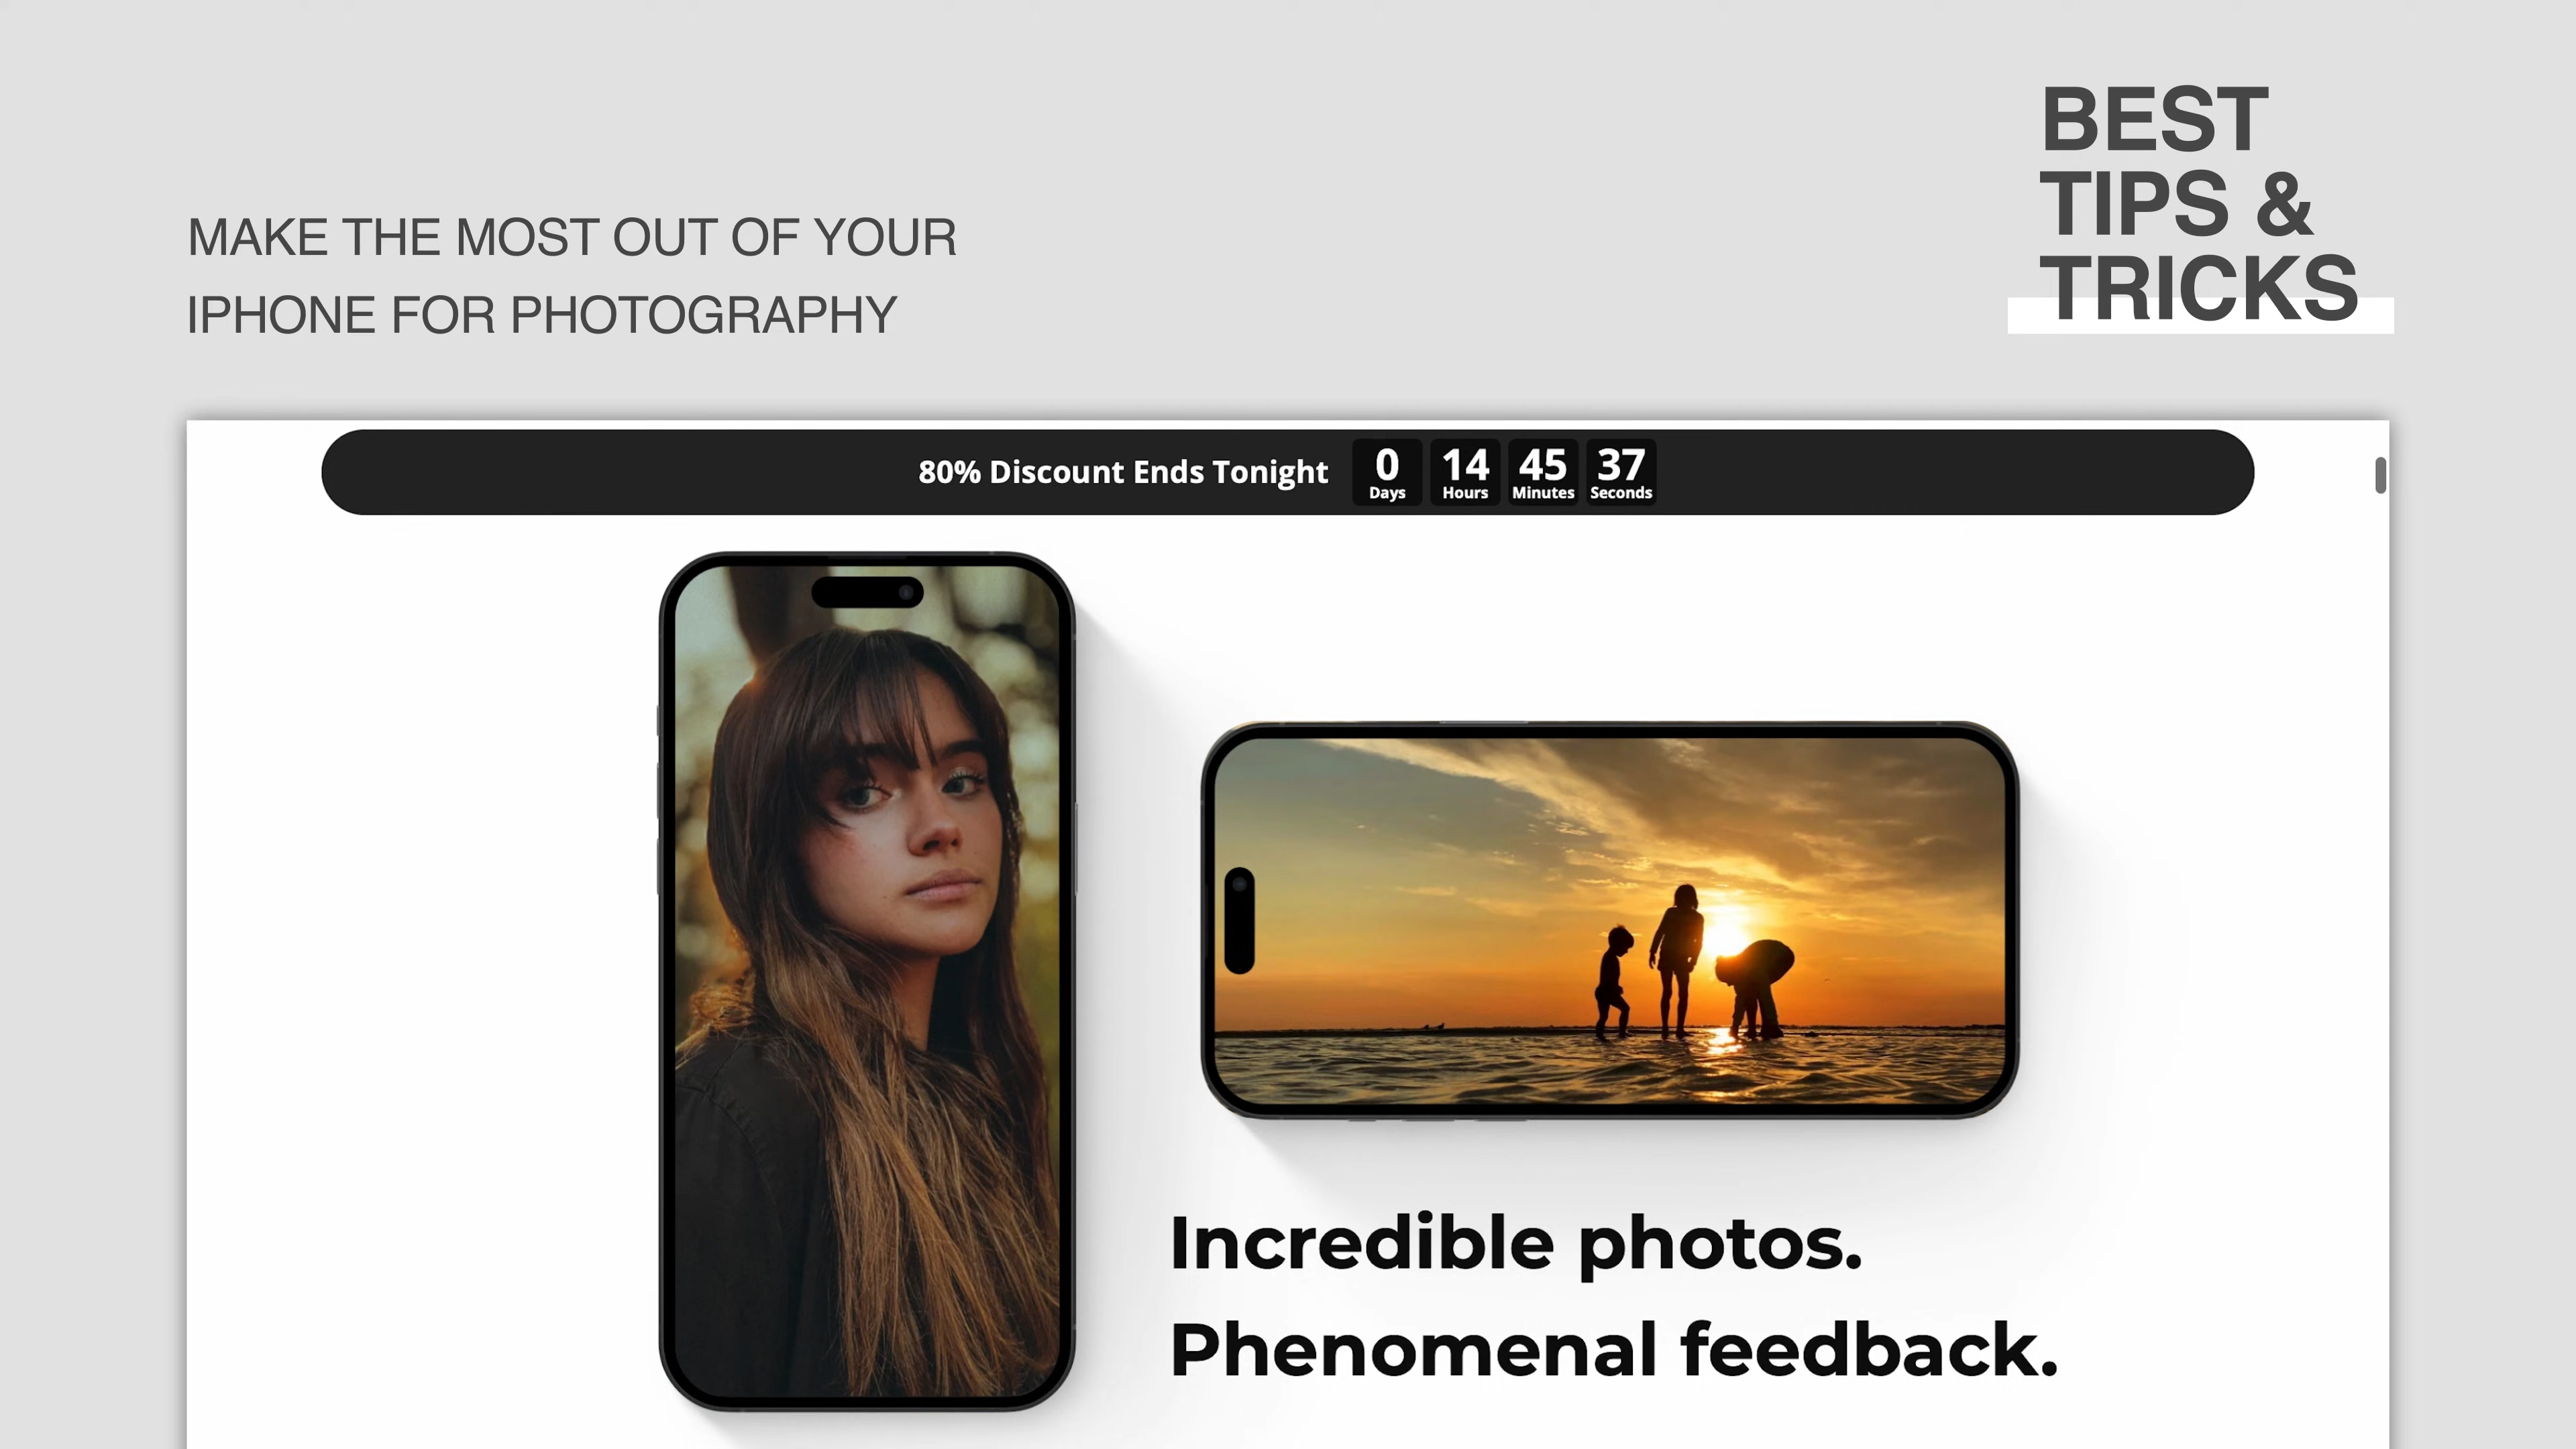 MAKE THE MOST OUT OF YOUR
IPHONE FOR PHOTOGRAPHY
BEST
TIPS &
TRICKS
80% Discount Ends Tonight
0 14 45 37
Days Hours Minutes Seconds
Incredible photos.
Phenomenal feedback.